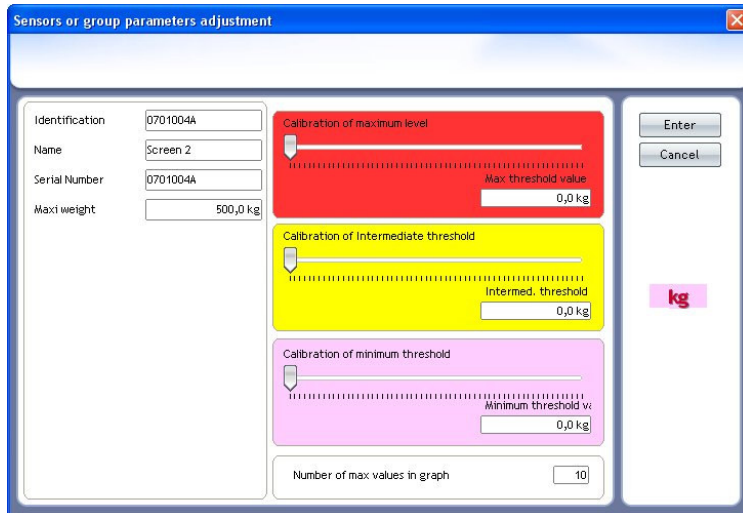 Sensors or group parameters adjustment
Identification 0701004A
Name Screen 2
Serial Number 0701004A
Maxi weight 500,0 kg
Calibration of maximum level
Max threshold value
0,0 kg
Calibration of Intermediate threshold
Intermed. threshold
0,0 kg
Calibration of minimum threshold
Minimum threshold va
0,0 kg
Number of max values in graph 10
Enter
Cancel
kg